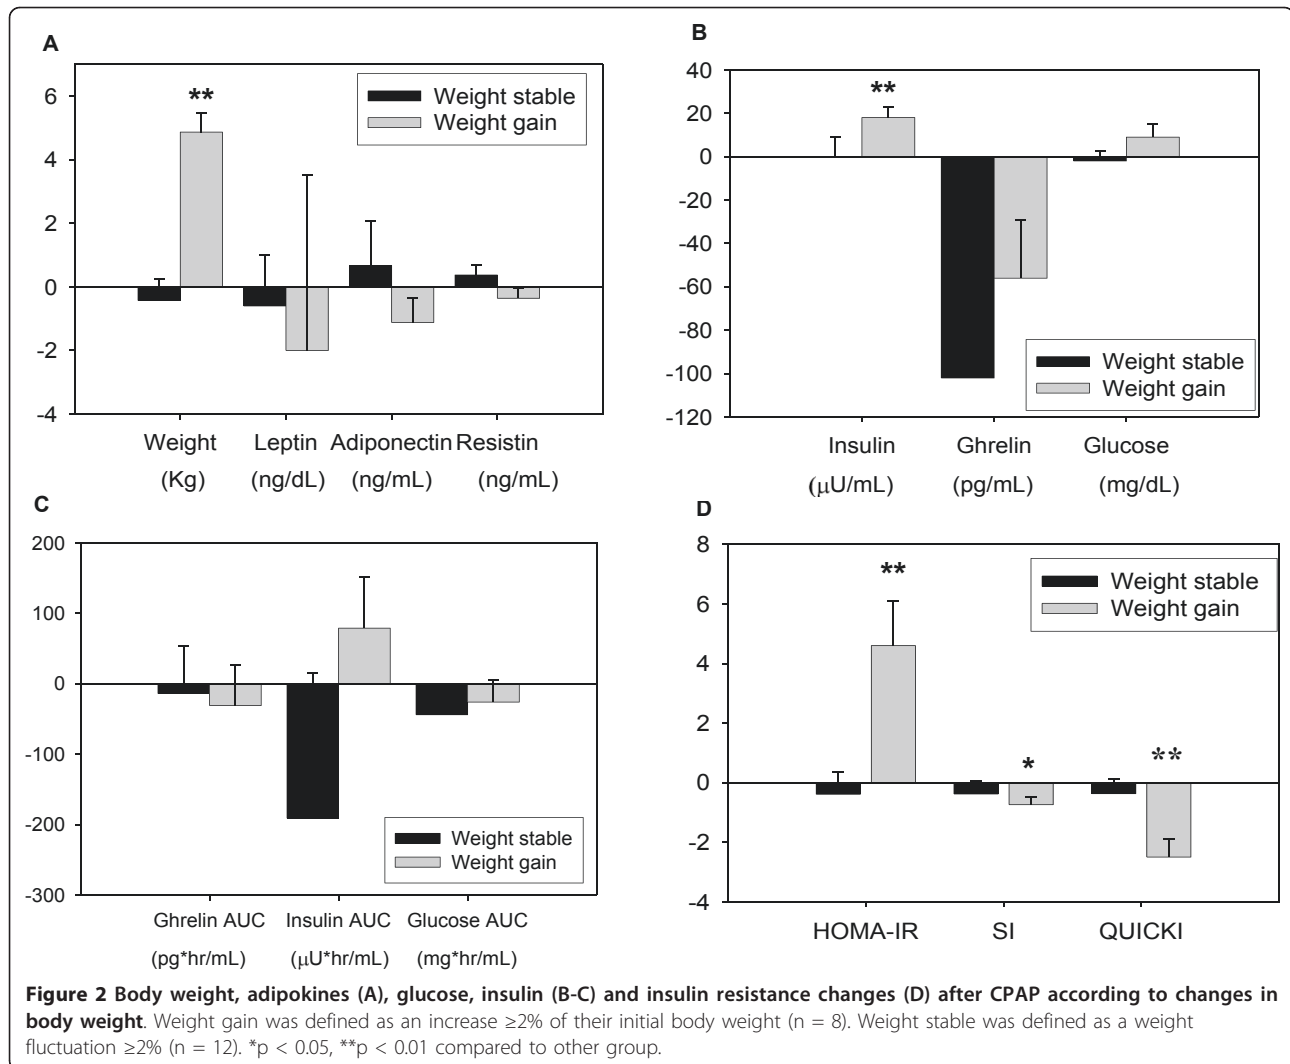 A
6
4
2
0
-2
-4
**
Weight stable
Weight gain
Weight Leptin Adiponectin Resistin
(Kg) (ng/dL) (ng/mL) (ng/mL)
B
40
20
0
-20
-40
-60
-80
-100
-120
**
Weight stable
Weight gain
Insulin Ghrelin Glucose
(μU/mL) (pg/mL) (mg/dL)
C
200
100
0
-100
-200
-300
Weight stable
Weight gain
Ghrelin AUC Insulin AUC Glucose AUC
(pg*hr/mL) (μU*hr/mL) (mg*hr/mL)
D
8
6
4
2
0
-2
-4
**
*
**
Weight stable
Weight gain
HOMA-IR SI QUICKI
Figure 2 Body weight, adipokines (A), glucose, insulin (B-C) and insulin resistance changes (D) after CPAP according to changes in
body weight. Weight gain was defined as an increase ≥2% of their initial body weight (n = 8). Weight stable was defined as a weight
fluctuation ≥2% (n = 12). *p < 0.05, **p < 0.01 compared to other group.